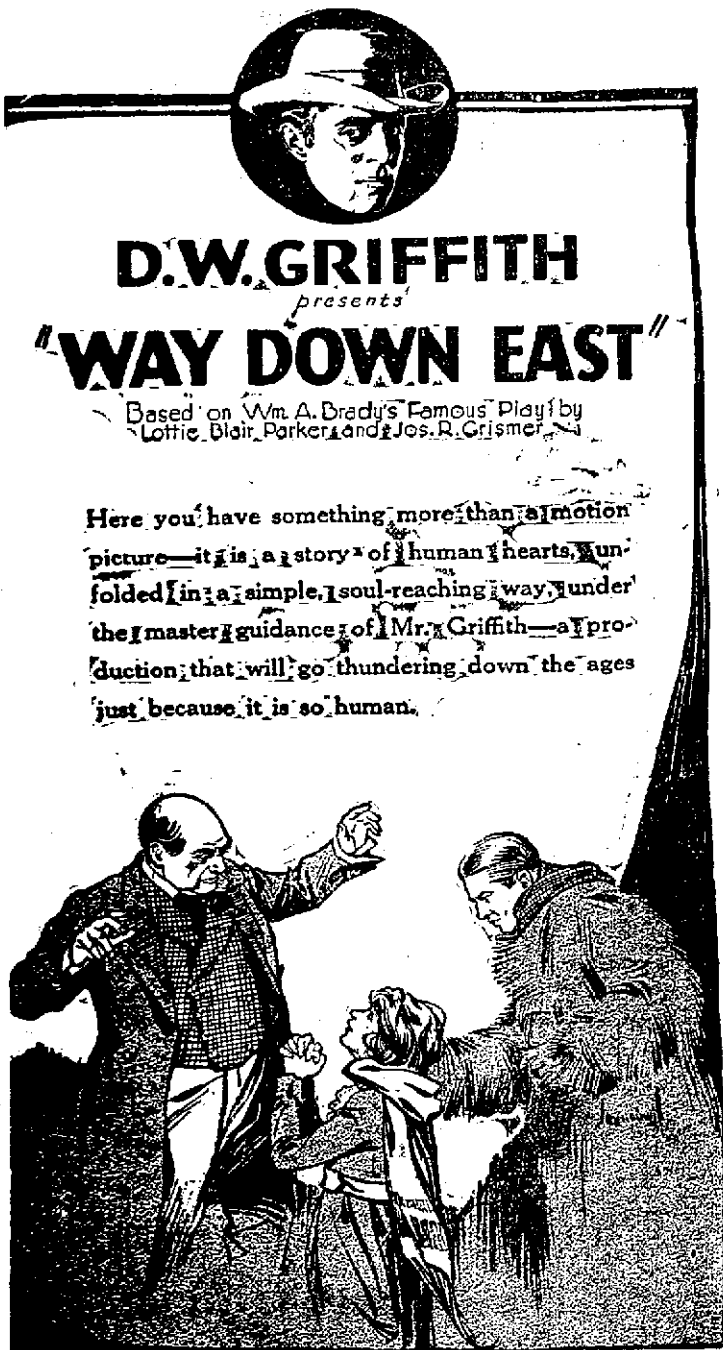 D.W. GRIFFITH
presents
"WAY DOWN EAST"
Based on Wm. A. Brady's Famous Play by
Lottie Blair Parker and Jos. R. Grismer
Here you have something more than a motion
picture—it is a story of human hearts, un-
folded in a simple, soul-reaching way, under
the master guidance of Mr. Griffith—a pro-
duction that will go thundering down the ages
just because it is so human.